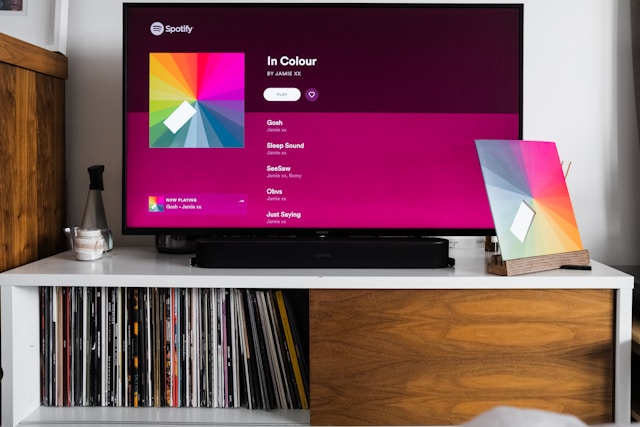 Spotify
In Colour
BY JAMIE XX
PLAY
Gosh
Jamie xx
Sleep Sound
Jamie xx
SeeSaw
Jamie xx, Romy
Obvs
Jamie xx
Just Saying
Jamie xx
NOW PLAYING
Gosh • Jamie xx
SONOS